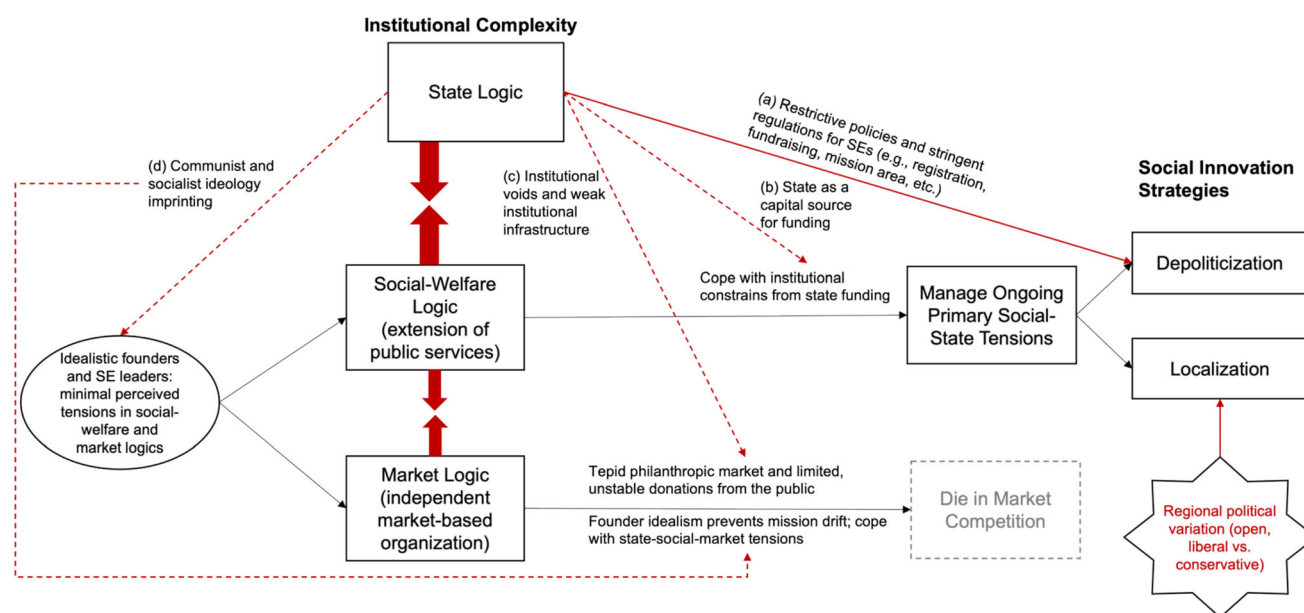 Institutional Complexity
State Logic
(a) Restrictive policies and stringent
regulations for SEs (e.g., registration,
fundraising, mission area, etc.)
(d) Communist and
socialist ideology
imprinting
(c) Institutional
voids and weak
institutional
infrastructure
(b) State as a
capital source
for funding
Social Innovation
Strategies
Depoliticization
Social-Welfare
Logic
(extension of
public services)
Cope with institutional
constrains from state funding
Manage Ongoing
Primary Social-
State Tensions
Localization
Idealistic founders
and SE leaders:
minimal perceived
tensions in social-
welfare and
market logics
Market Logic
(independent
market-based
organization)
Tepid philanthropic market and limited,
unstable donations from the public
Founder idealism prevents mission drift; cope
with state-social-market tensions
Die in Market
Competition
Regional political
variation (open,
liberal vs.
conservative)